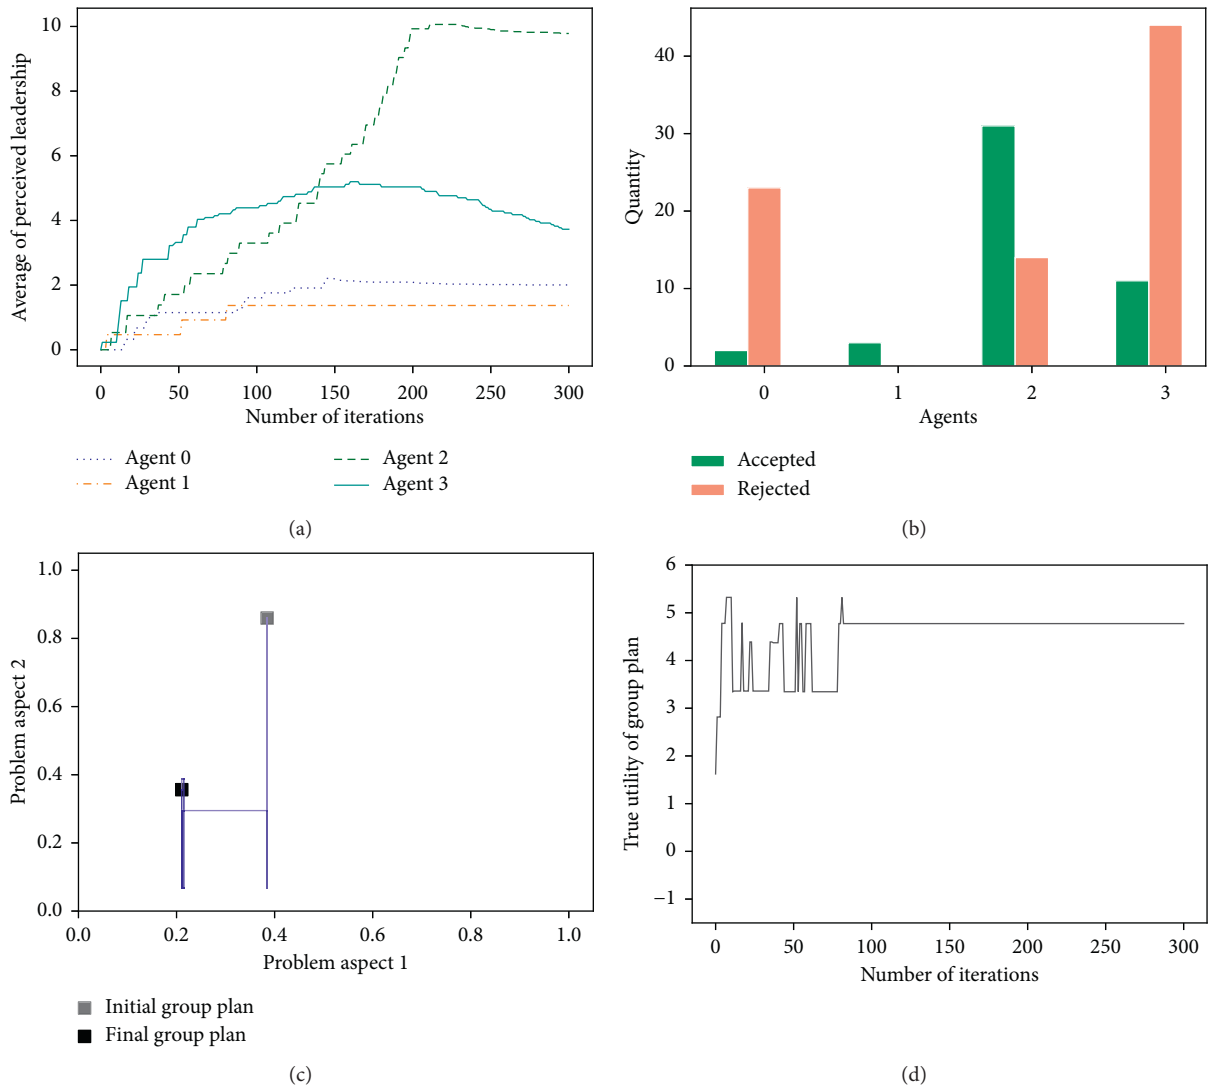 Average of perceived leadership
10
8
6
4
2
0
0 50 100 150 200 250 300
Number of iterations
Agent 0 Agent 2
Agent 1 Agent 3
(a)
Quantity
40
30
20
10
0
0 1 2 3
Agents
Accepted
Rejected
(b)
Problem aspect 2
1.0
0.8
0.6
0.4
0.2
0.0
0.0 0.2 0.4 0.6 0.8 1.0
Problem aspect 1
Initial group plan
Final group plan
(c)
True utility of group plan
6
5
4
3
2
1
0
−1
0 50 100 150 200 250 300
Number of iterations
(d)